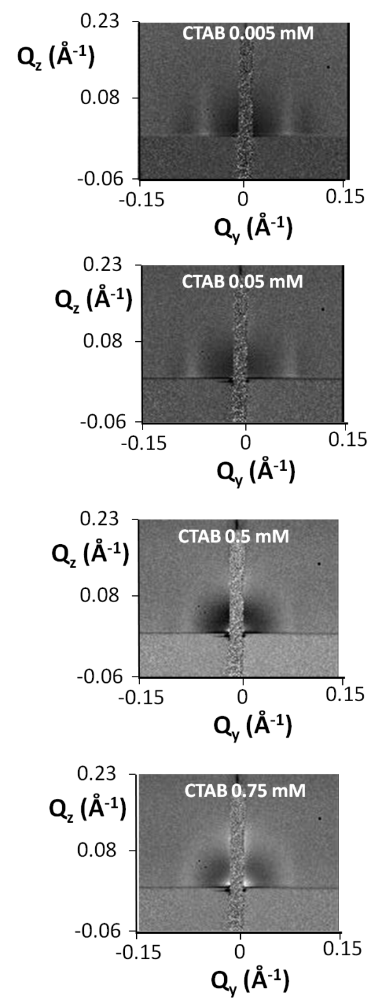 0.23
CTAB 0.005 mM
Qz (Å-1)
0.08
-0.06
-0.15 0 0.15
Qy (Å-1)
0.23
CTAB 0.05 mM
Qz (Å-1)
0.08
-0.06
-0.15 0 0.15
Qy (Å-1)
0.23
CTAB 0.5 mM
Qz (Å-1)
0.08
-0.06
-0.15 0 0.15
Qy (Å-1)
0.23
CTAB 0.75 mM
Qz (Å-1)
0.08
-0.06
-0.15 0 0.15
Qy (Å-1)